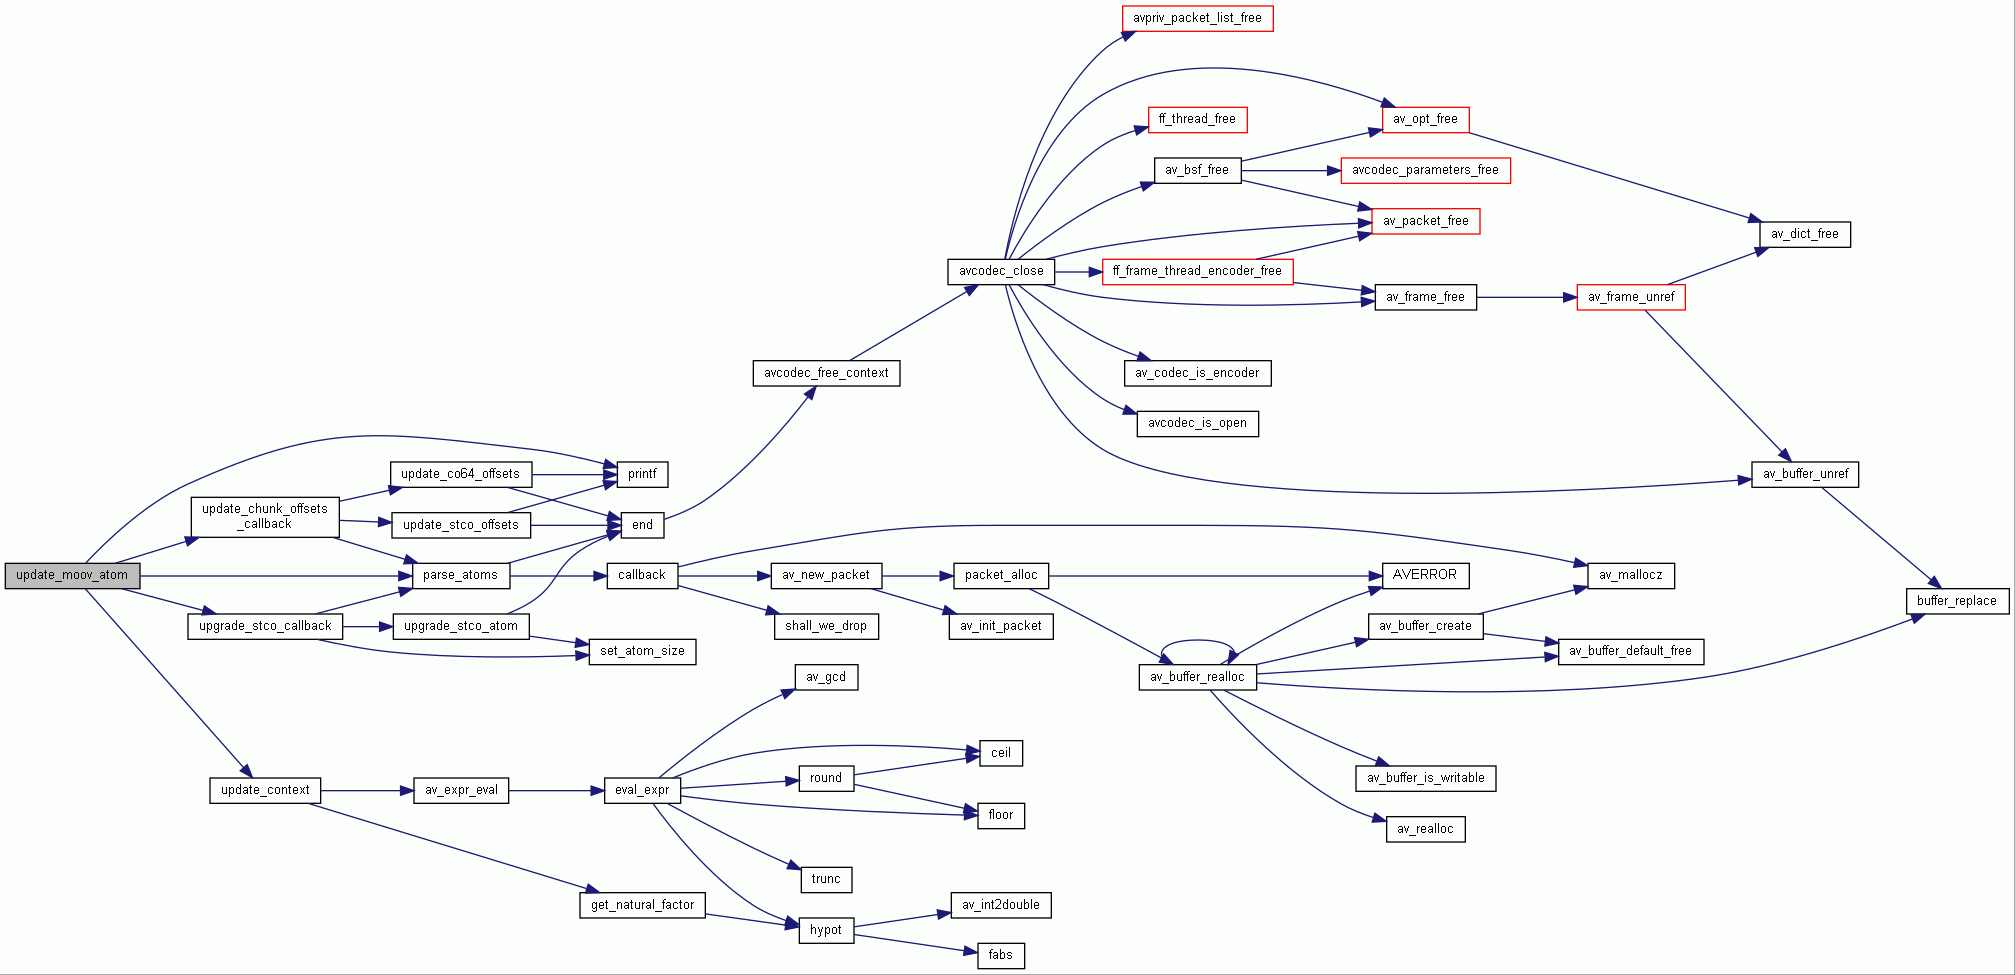 avpriv_packet_list_free
ff_thread_free
av_opt_free
av_bsf_free
avcodec_parameters_free
av_packet_free
av_dict_free
avcodec_close
ff_frame_thread_encoder_free
av_frame_free
av_frame_unref
avcodec_free_context
av_codec_is_encoder
avcodec_is_open
update_co64_offsets
printf
av_buffer_unref
update_chunk_offsets
_callback
update_stco_offsets
end
update_moov_atom
parse_atoms
callback
av_new_packet
packet_alloc
AVERROR
av_mallocz
buffer_replace
upgrade_stco_callback
upgrade_stco_atom
shall_we_drop
av_init_packet
av_buffer_create
set_atom_size
av_buffer_default_free
av_gcd
av_buffer_realloc
ceil
update_context
av_expr_eval
eval_expr
round
av_buffer_is_writable
floor
av_realloc
trunc
get_natural_factor
av_int2double
hypot
fabs